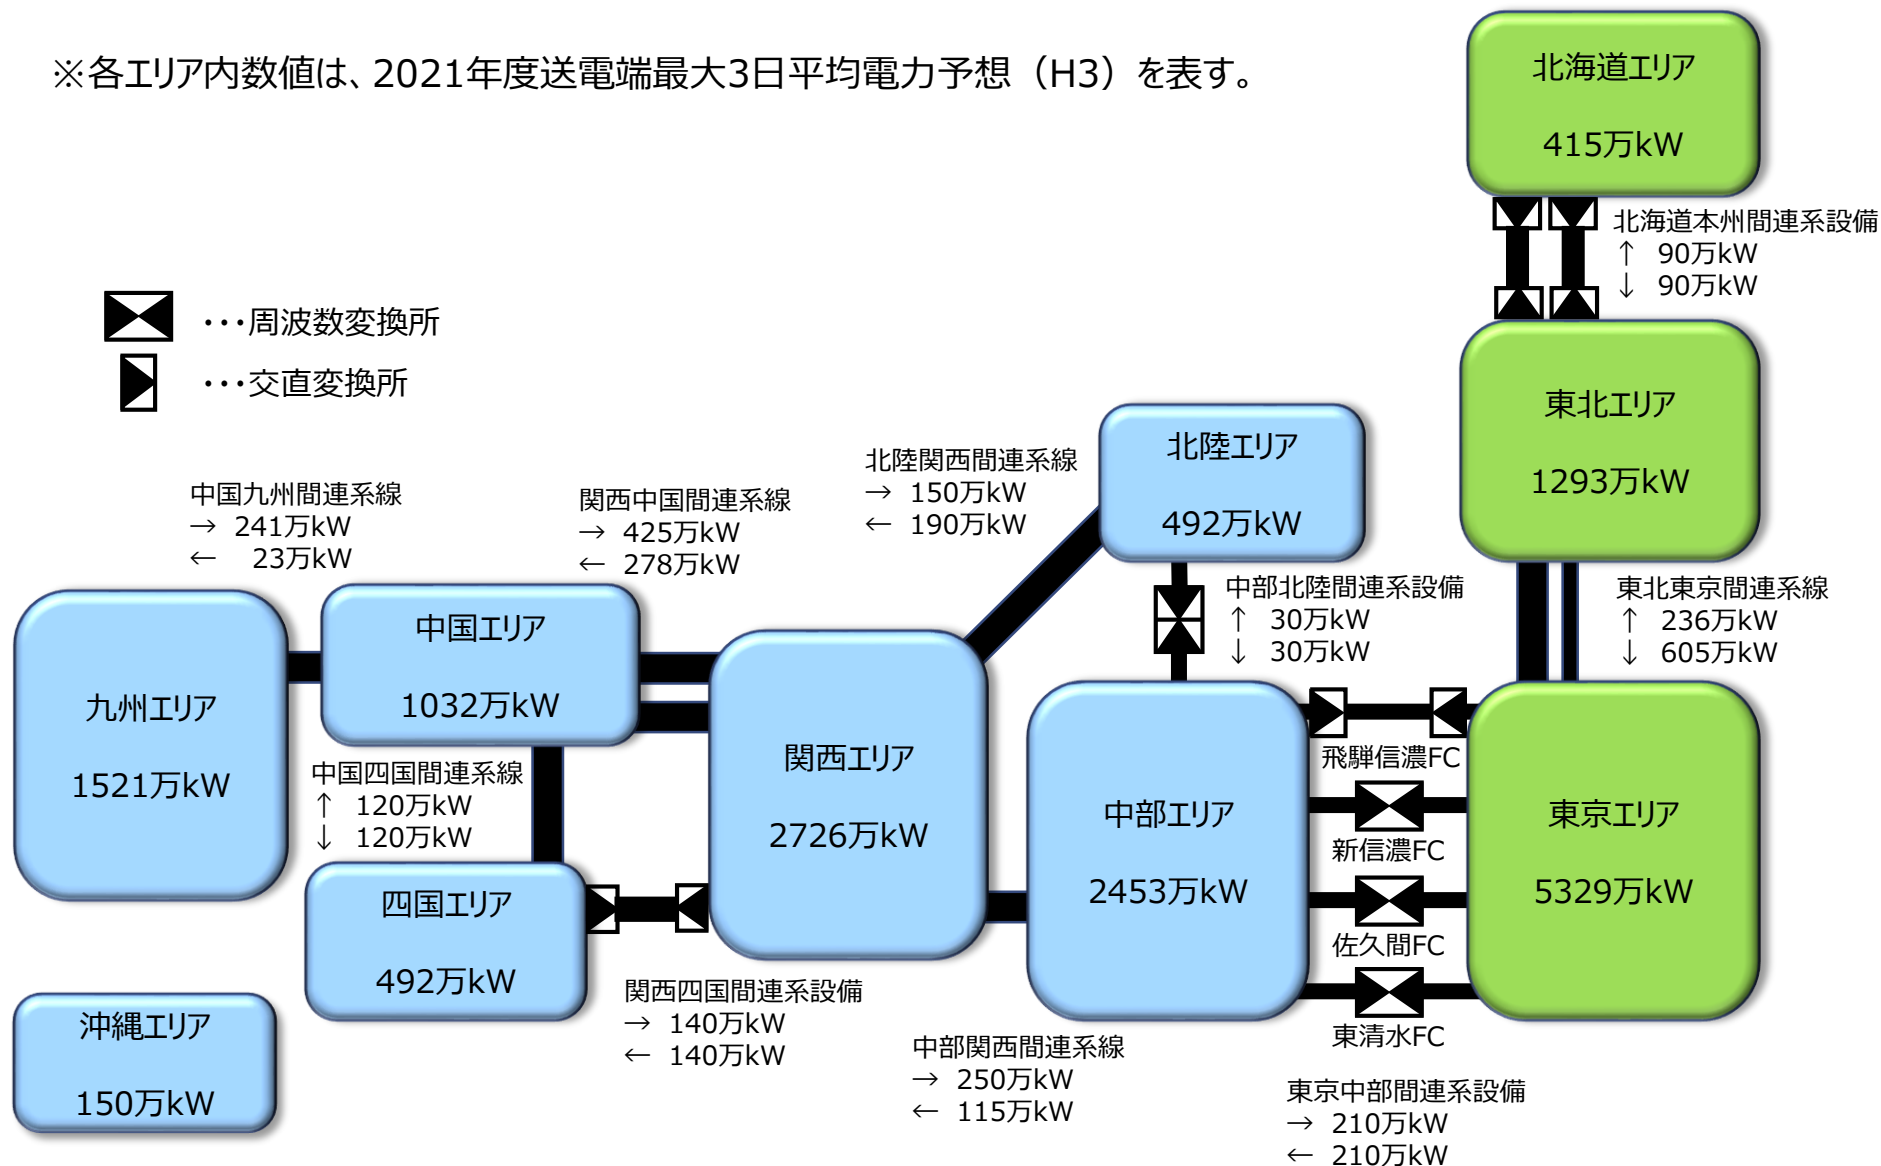 ※各エリア内数値は、2021年度送電端最大3日平均電力予想（H3）を表す。
北海道エリア
415万kW
北海道本州間連系設備
↑ 90万kW
↓ 90万kW
・・・周波数変換所
・・・交直変換所
東北エリア
1293万kW
北陸エリア
492万kW
北陸関西間連系線
→ 150万kW
← 190万kW
中国九州間連系線
→ 241万kW
← 23万kW
関西中国間連系線
→ 425万kW
← 278万kW
中部北陸間連系設備
↑ 30万kW
↓ 30万kW
東北東京間連系線
↑ 236万kW
↓ 605万kW
九州エリア
1521万kW
中国エリア
1032万kW
関西エリア
2726万kW
中部エリア
2453万kW
飛騨信濃FC
新信濃FC
佐久間FC
東清水FC
東京エリア
5329万kW
中国四国間連系線
↑ 120万kW
↓ 120万kW
四国エリア
492万kW
沖縄エリア
150万kW
関西四国間連系設備
→ 140万kW
← 140万kW
中部関西間連系線
→ 250万kW
← 115万kW
東京中部間連系設備
→ 210万kW
← 210万kW